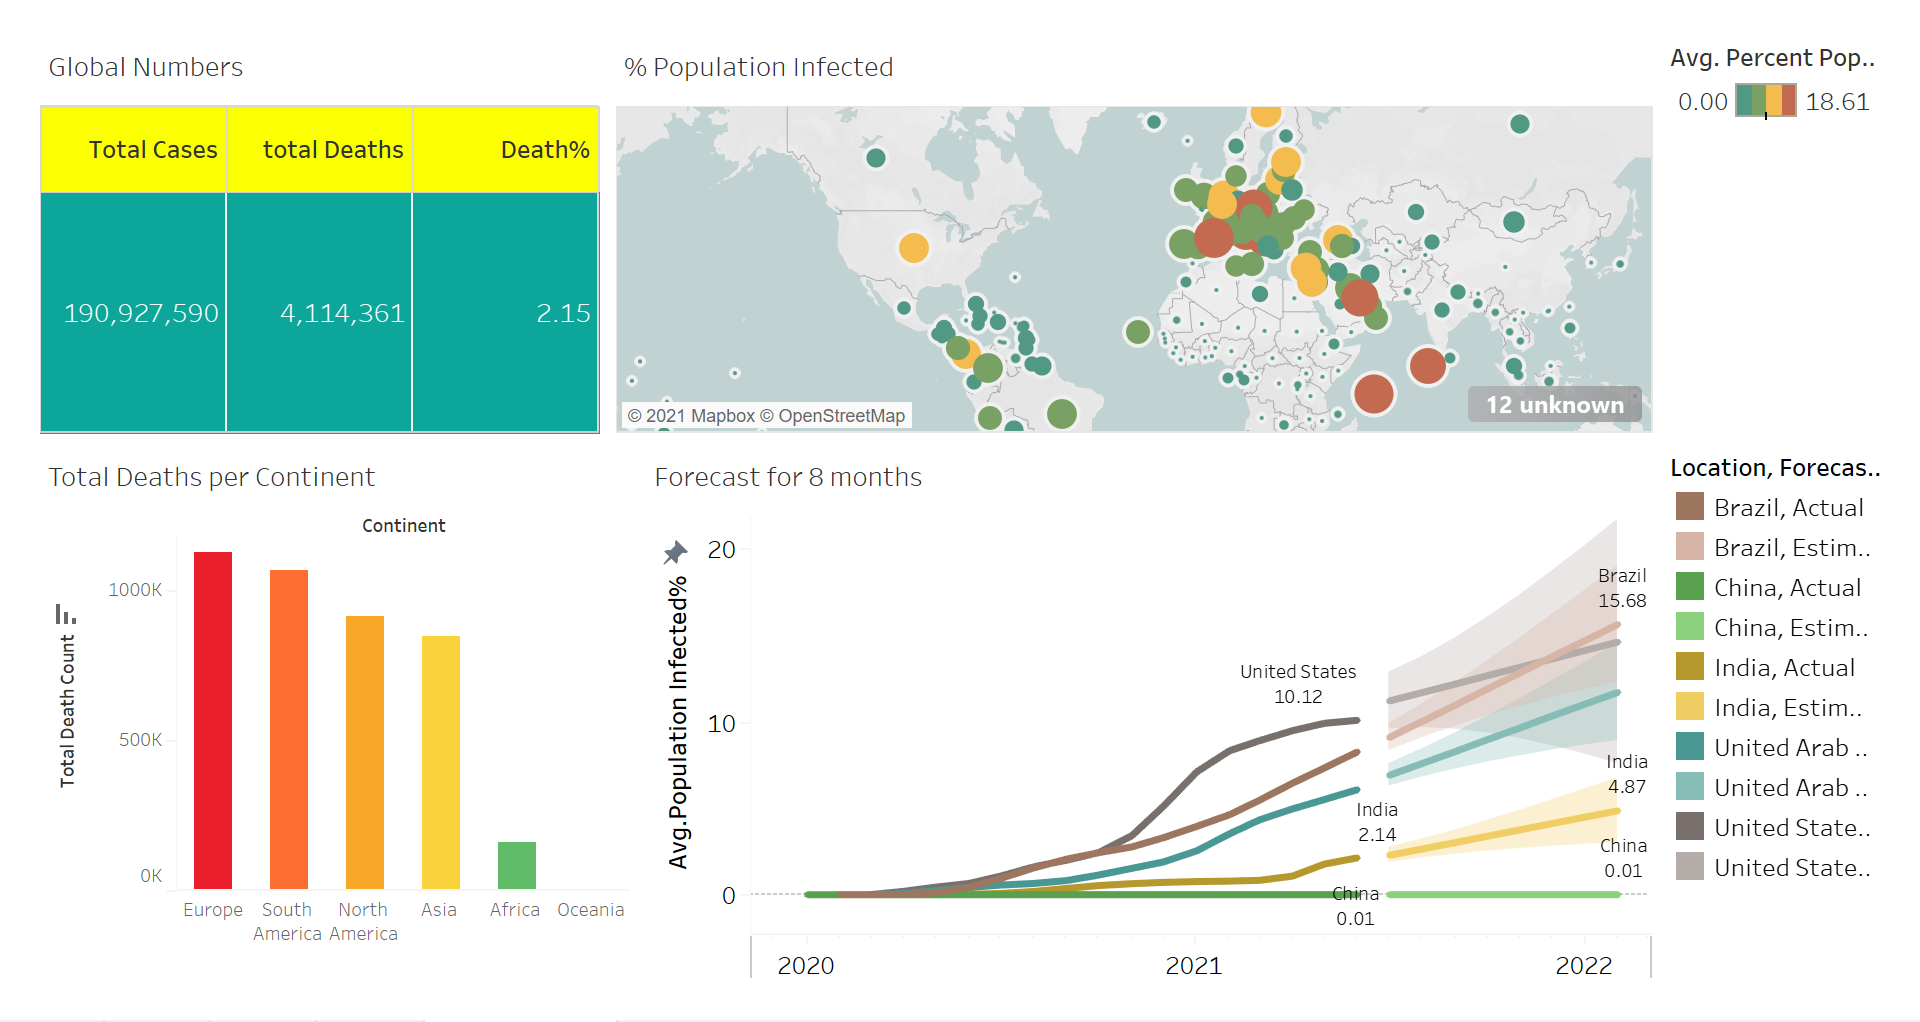 Global Numbers
Total Cases
total Deaths
Death%
190,927,590
4,114,361
2.15
% Population Infected
© 2021 Mapbox © OpenStreetMap
12 unknown
Avg. Percent Pop..
0.00
18.61
Total Deaths per Continent
Continent
Total Death Count
1000K
500K
0K
Europe
South
America
North
America
Asia
Africa
Oceania
Forecast for 8 months
Avg.Population Infected%
20
10
0
United States
10.12
India
2.14
China
0.01
Brazil
15.68
India
4.87
China
0.01
2020
2021
2022
Location, Forecas..
Brazil, Actual
Brazil, Estim..
China, Actual
China, Estim..
India, Actual
India, Estim..
United Arab ..
United Arab ..
United State..
United State..